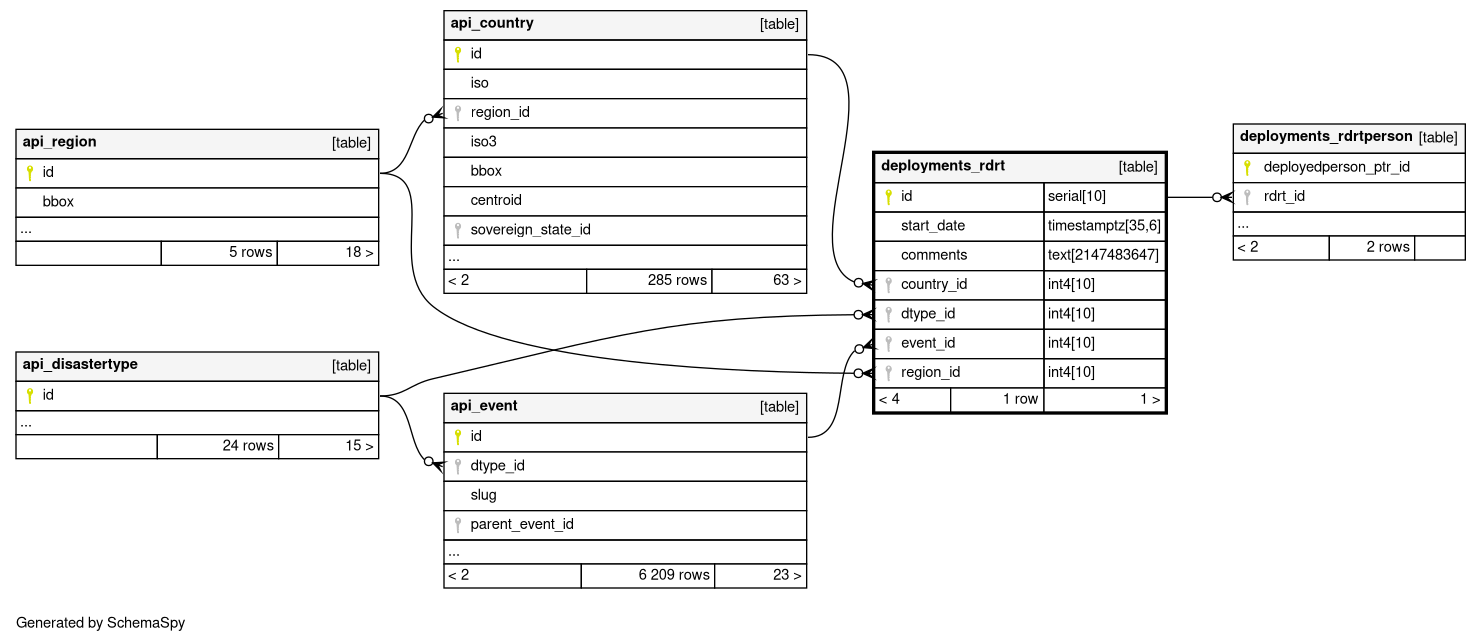 api_country [table]
id
iso
region_id
iso3
bbox
centroid
sovereign_state_id
...
< 2 285 rows 63 >
api_region [table]
id
bbox
...
5 rows 18 >
api_disastertype [table]
id
...
24 rows 15 >
api_event [table]
id
dtype_id
slug
parent_event_id
...
< 2 6 209 rows 23 >
deployments_rdrt [table]
id serial[10]
start_date timestamptz[35,6]
comments text[2147483647]
country_id int4[10]
dtype_id int4[10]
event_id int4[10]
region_id int4[10]
< 4 1 row 1 >
deployments_rdrtperson [table]
deployedperson_ptr_id
rdrt_id
...
< 2 2 rows
Generated by SchemaSpy